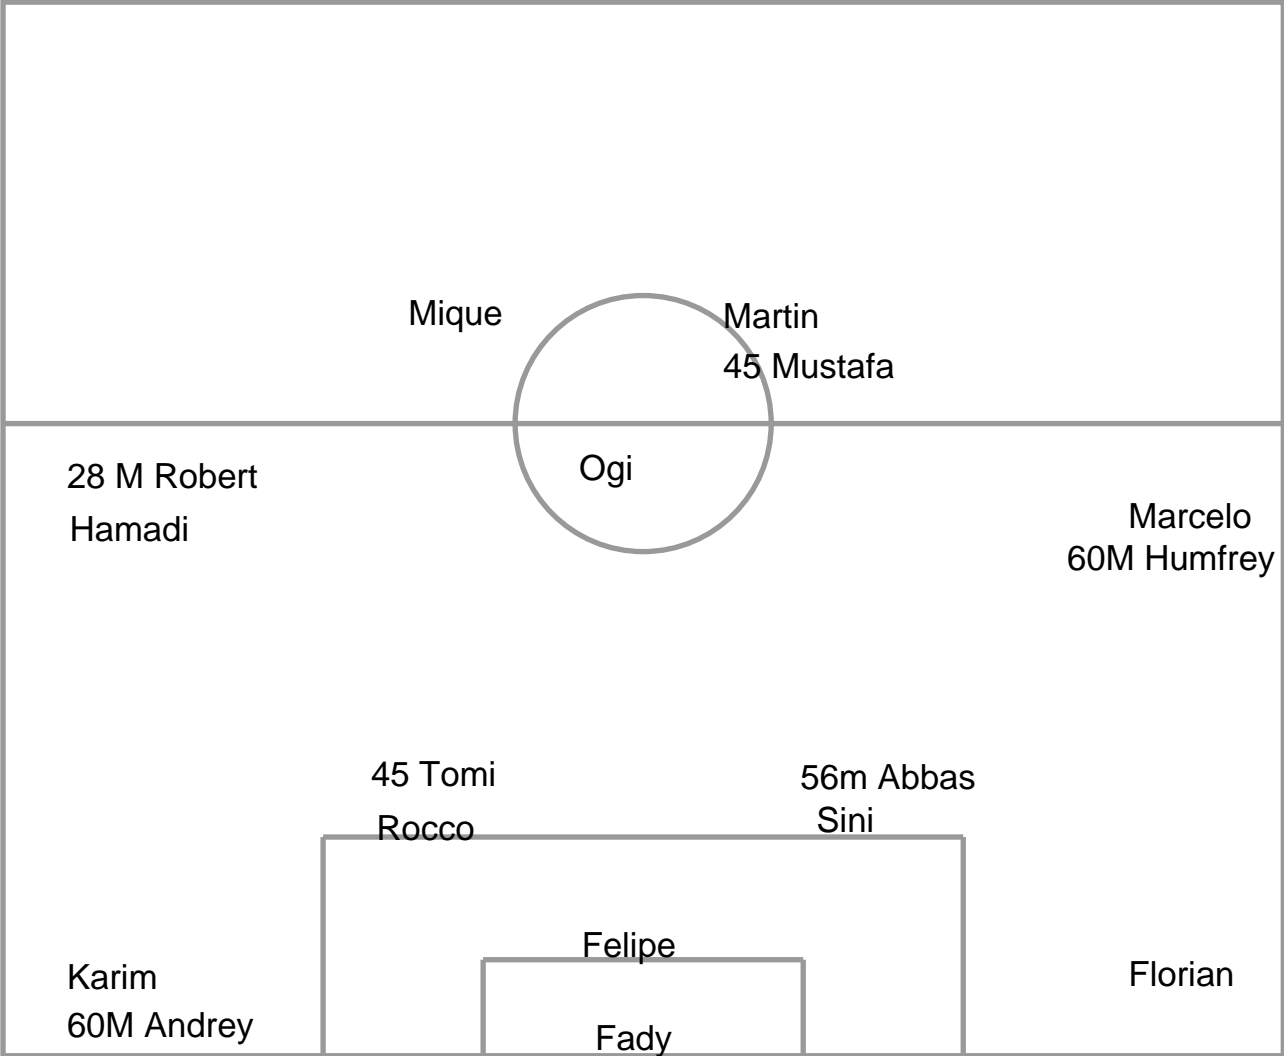 Mique
Martin
45 Mustafa
28 M Robert
Hamadi
Ogi
Marcelo
60M Humfrey
45 Tomi
Rocco
56m Abbas
Sini
Felipe
Karim
60M Andrey
Florian
Fady